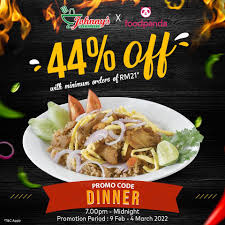 Johnny's X foodpanda
44% off
with minimum orders of RM21*
PROMO CODE
DINNER
7.00pm - Midnight
Promotion Period : 9 Feb - 4 March 2022
*T&C Apply